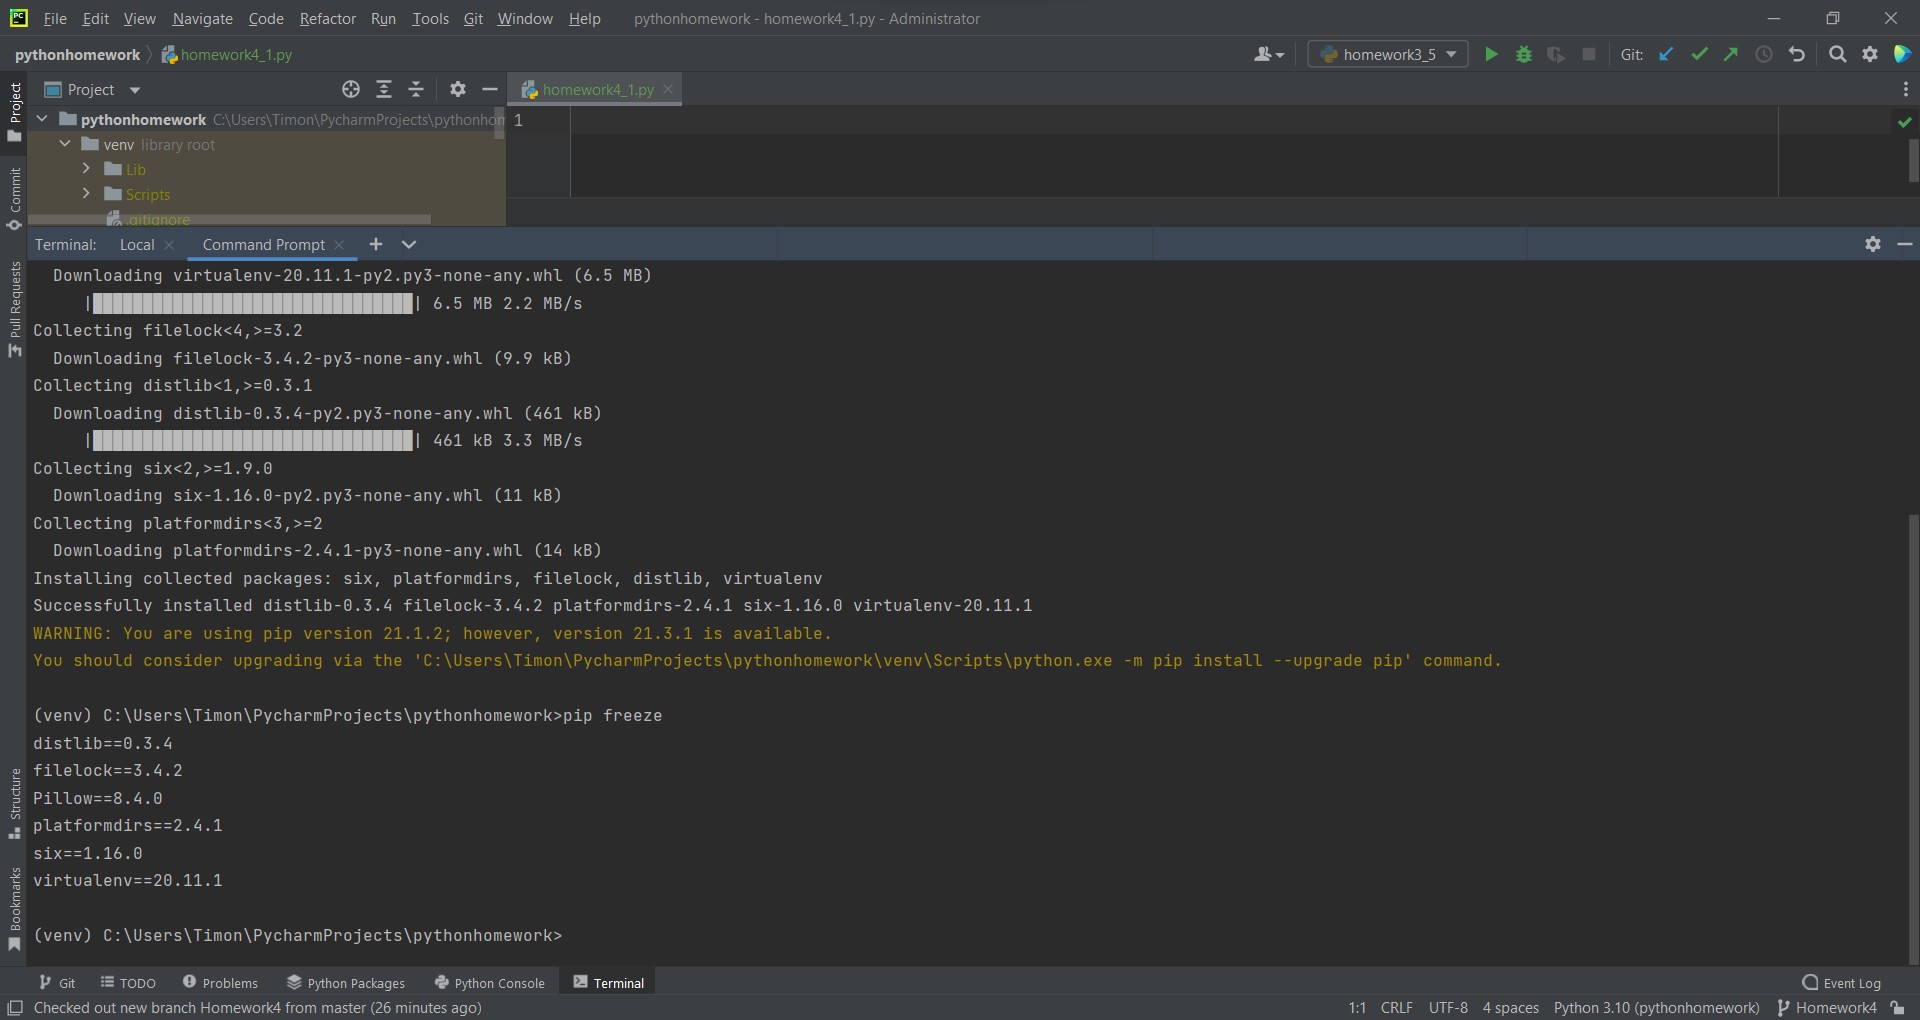 PC File Edit View Navigate Code Refactor Run Tools Git Window Help pythonhomework - homework4_1.py - Administrator
pythonhomework homework4_1.py homework3_5 Git:
Project homework4_1.py
Project
Commit
Pull Requests
Structure
Bookmarks
pythonhomework C:\Users\Timon\PycharmProjects\pythonhom 1
venv library root
Lib
Scripts
.gitignore
Terminal: Local Command Prompt
Downloading virtualenv-20.11.1-py2.py3-none-any.whl (6.5 MB)
|████████████████████████████████| 6.5 MB 2.2 MB/s
Collecting filelock<4,>=3.2
Downloading filelock-3.4.2-py3-none-any.whl (9.9 kB)
Collecting distlib<1,>=0.3.1
Downloading distlib-0.3.4-py2.py3-none-any.whl (461 kB)
|████████████████████████████████| 461 kB 3.3 MB/s
Collecting six<2,>=1.9.0
Downloading six-1.16.0-py2.py3-none-any.whl (11 kB)
Collecting platformdirs<3,>=2
Downloading platformdirs-2.4.1-py3-none-any.whl (14 kB)
Installing collected packages: six, platformdirs, filelock, distlib, virtualenv
Successfully installed distlib-0.3.4 filelock-3.4.2 platformdirs-2.4.1 six-1.16.0 virtualenv-20.11.1
WARNING: You are using pip version 21.1.2; however, version 21.3.1 is available.
You should consider upgrading via the 'C:\Users\Timon\PycharmProjects\pythonhomework\venv\Scripts\python.exe -m pip install --upgrade pip' command.
(venv) C:\Users\Timon\PycharmProjects\pythonhomework>pip freeze
distlib==0.3.4
filelock==3.4.2
Pillow==8.4.0
platformdirs==2.4.1
six==1.16.0
virtualenv==20.11.1
(venv) C:\Users\Timon\PycharmProjects\pythonhomework>
Git TODO Problems Python Packages Python Console Terminal Event Log
Checked out new branch Homework4 from master (26 minutes ago) 1:1 CRLF UTF-8 4 spaces Python 3.10 (pythonhomework) Homework4